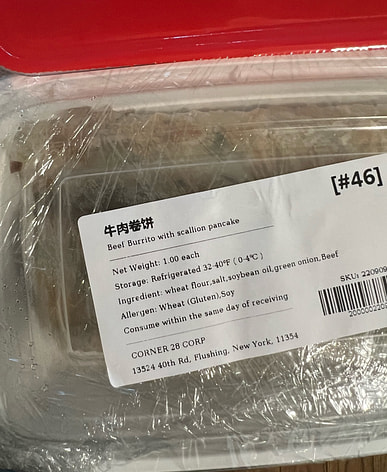 [#46]
牛肉卷饼
Beef Burrito with scallion pancake
Net Weight: 1.00 each
Storage: Refrigerated 32-40°F ( 0-4℃ )
Ingredient: wheat flour,salt,soybean oil,green onion, Beef
Allergen: Wheat (Gluten),Soy
Consume within the same day of receiving
SKU: 220909
CORNER 28 CORP
13524 40th Rd, Flushing, New York, 11354